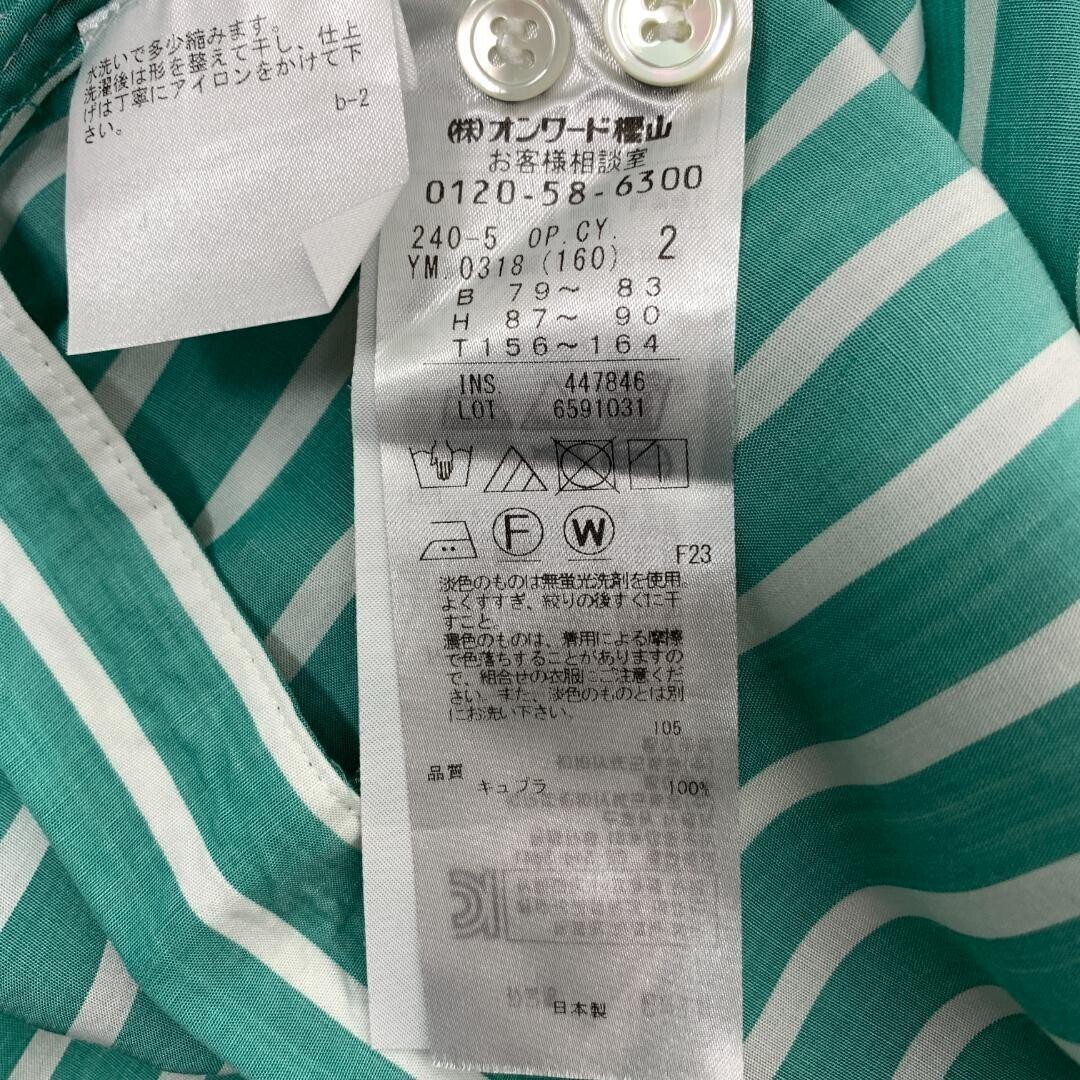 水洗いで多少縮みます。
洗濯後は形を整えて干し、仕上
げは丁寧にアイロンをかけて下
さい。
b-2
(株)オンワード樫山
お客様相談室
0120-58-6300
240-5 OP.CY. 2
YM.0318 (160)
B 79～ 83
H 87～ 90
T156～164
INS. 447846
LOT 6591031
F W
F23
淡色のものは無蛍光洗剤を使用。
よくすすぎ、絞りの後すぐに干
すこと。
濃色のものは、着用による摩擦
で色落ちすることがありますの
で、組合せの衣服にご注意くだ
さい。また、淡色のものとは別
にお洗い下さい。
105
品質
キュプラ 100%
日本製